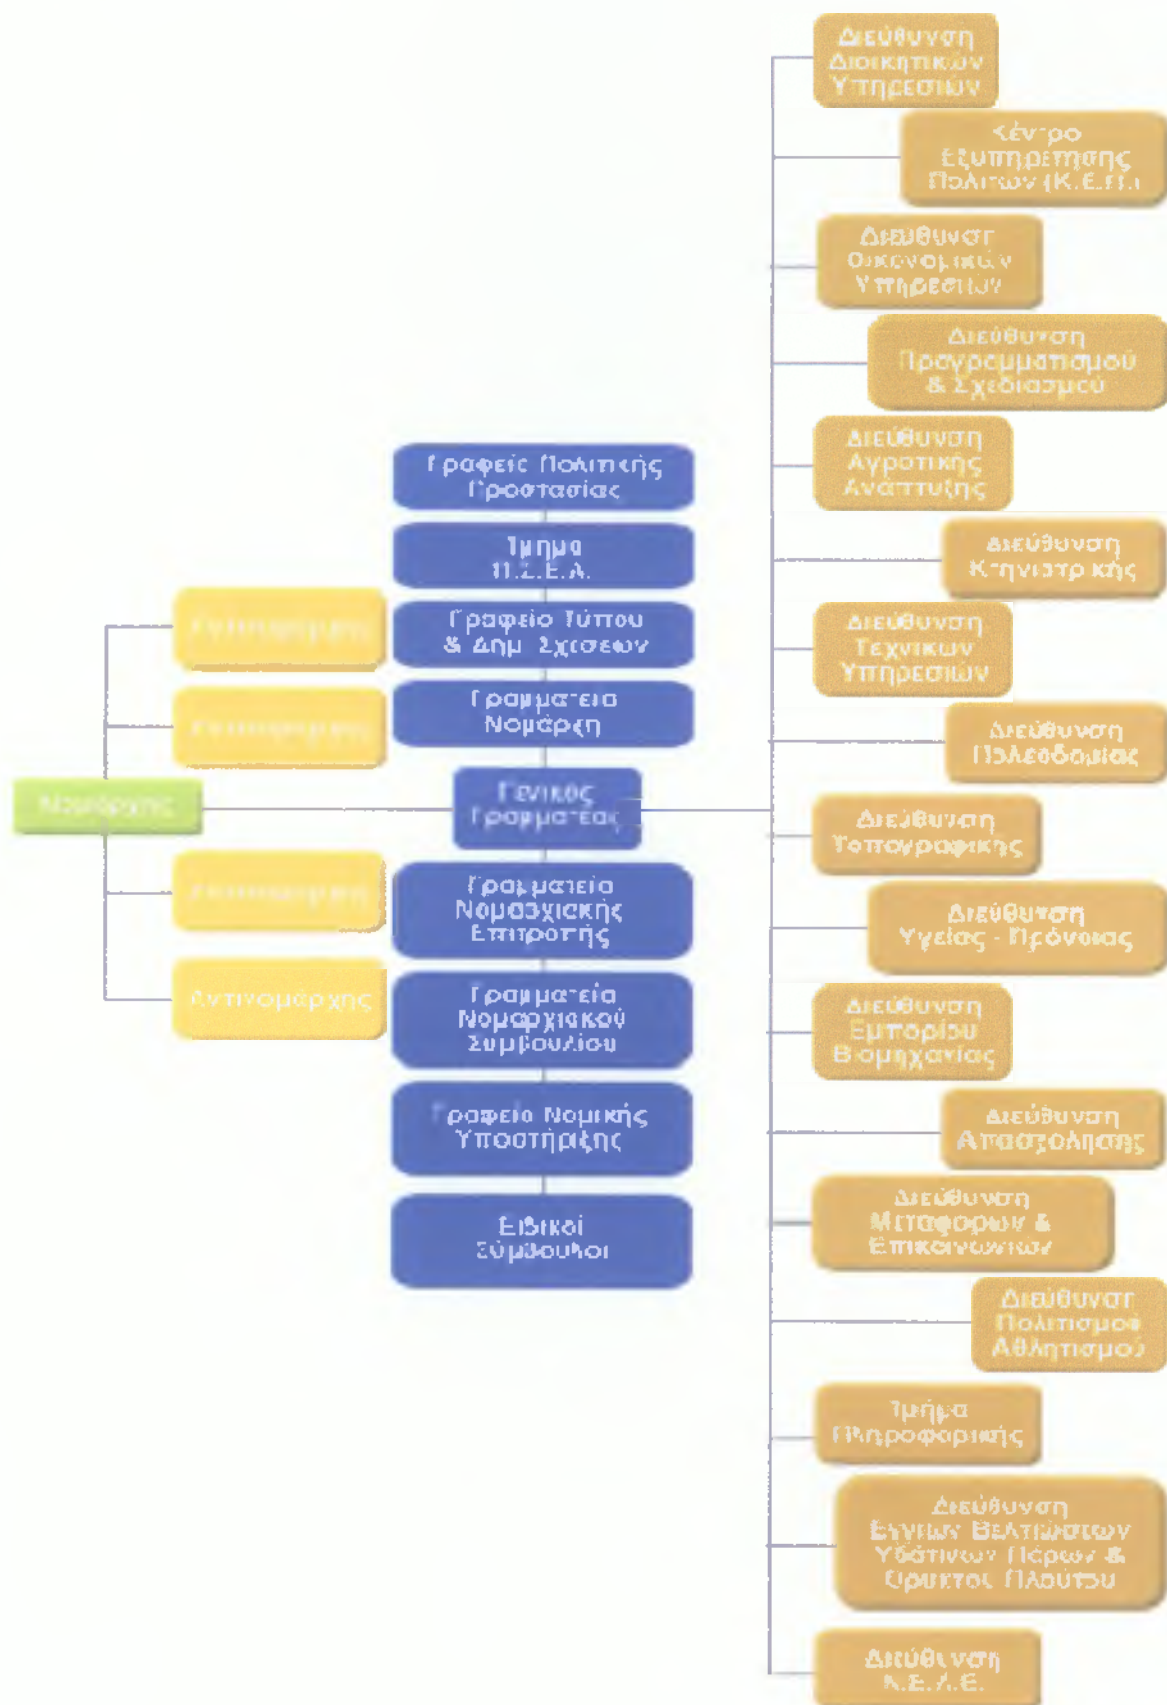 Νομάρχης
Αντινομάρχης
Αντινομάρχης
Αντινομάρχης
Αντινομάρχης
Γραφείο Πολιτικής
Προστασίας
Τμήμα
Π.Σ.Ε.Α.
Γραφείο Τύπου
& Δημ. Σχέσεων
Γραμματεία
Νομάρχη
Γενικός
Γραμματέας
Γραμματεία
Νομαρχιακής
Επιτροπής
Γραμματεία
Νομαρχιακού
Συμβουλίου
Γραφείο Νομικής
Υποστήριξης
Ειδικοί
Σύμβουλοι
Διεύθυνση
Διοικητικών
Υπηρεσιών
Κέντρο
Εξυπηρέτησης
Πολιτών (Κ.Ε.Π.)
Διεύθυνση
Οικονομικών
Υπηρεσιών
Διεύθυνση
Προγραμματισμού
& Σχεδιασμού
Διεύθυνση
Αγροτικής
Ανάπτυξης
Διεύθυνση
Κτηνιατρικής
Διεύθυνση
Τεχνικών
Υπηρεσιών
Διεύθυνση
Πολεοδομίας
Διεύθυνση
Τοπογραφικής
Διεύθυνση
Υγείας - Πρόνοιας
Διεύθυνση
Εμπορίου
Βιομηχανίας
Διεύθυνση
Απασχόλησης
Διεύθυνση
Μεταφορών &
Επικοινωνιών
Διεύθυνση
Πολιτισμού
Αθλητισμού
Τμήμα
Πληροφορικής
Διεύθυνση
Εγγείων Βελτιώσεων
Υδάτινων Πόρων &
Ορυκτού Πλούτου
Διεύθυνση
Ν.Ε.Λ.Ε.